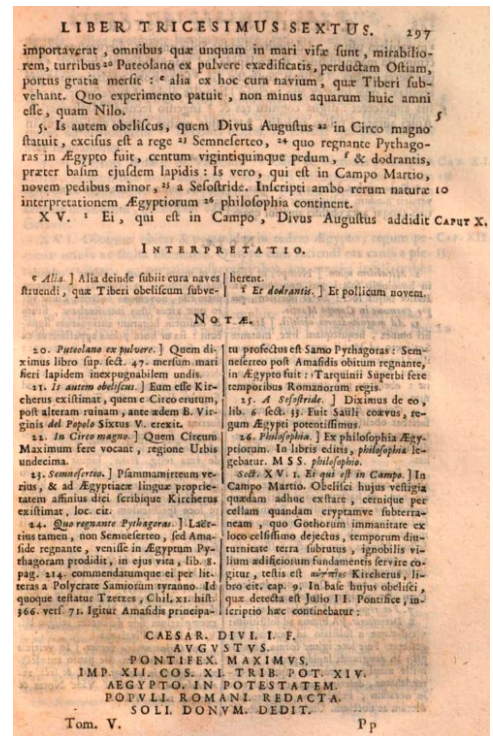 LIBER TRICESIMUS SEXTUS. 297
importaverat , omnibus quæ unquam in mari visæ sunt , mirabilio-
rem, turribus 20 Puteolano ex pulvere exædificatis, perductam Ostiam,
portus gratia mersit : e alia ex hoc cura navium , quæ Tiberi sub-
vehant. Quo experimento patuit , non minus aquarum huic amni
esse , quam Nilo. 5
5. Is autem obeliscus, quem Divus Augustus 22 in Circo magno
statuit, excisus est a rege 23 Semneserteo, 24 quo regnante Pythago-
ras in Ægypto fuit, centum vigintiquinque pedum, f & dodrantis,
præter basim ejusdem lapidis : Is vero, qui est in Campo Martio,
novem pedibus minor, 25 a Sesostride. Inscripti ambo rerum naturæ 10
interpretationem Ægyptiorum 26 philosophia continent.
XV. 1 Ei, qui est in Campo, Divus Augustus addidit CAPUT X.
INTERPRETATIO.
e Alia. ] Alia deinde subiit cura naves
struendi, quæ Tiberi obeliscum subve-
herent.
f Et dodrantis. ] Et pollicum novem.
NOTÆ.
20. Puteolano ex pulvere. ] Quem di-
ximus libro sup. sect. 47. mersum mari
fieri lapidem inexpugnabilem undis.
21. Is autem obeliscus. ] Eum esse Kir-
cherus existimat, quem e Circo erutum,
post alteram ruinam, ante ædem B. Vir-
ginis del Popolo Sixtus V. erexit.
22. In Circo magno. ] Quem Circum
Maximum fere vocant, regione Urbis
undecima.
23. Semneserteo. ] Psammamitteum ve-
rius, & ad Ægyptiacæ linguæ proprie-
tatem affinius dici scribique Kircherus
existimat, loc. cit.
24. Quo regnante Pythagoras. ] Laër-
tius tamen, non Semneserteo, sed Ama-
side regnante, venisse in Ægyptum Py-
thagoram prodidit, in ejus vita, lib. 8.
pag. 214. commendatumque ei per lit-
teras a Polycrate Samiorum tyranno. Id
quoque testatur Tzetzes, Chil. XI. hist.
366. vers. 71. Igitur Amasidis principa-
tu profectus est Samo Pythagoras : Sem-
neserteo post Amasidis obitum regnante,
in Ægypto fuit : Tarquinii Superbi fere
temporibus Romanorum regis.
25. A Sesostride. ] Diximus de eo,
lib. 6 sect. 33. Fuit Sauli coævus, re-
gum Ægypti potentissimus.
26. Philosophia. ] Ex philosophia Ægy-
ptiorum. In libris editis, philosophia le-
gebatur. MSS. philosophia.
Sect. XV. 1. Ei qui est in Campo. ] In
Campo Martio. Obelisci hujus vestigia
quædam adhuc exstare, cernique per
cellam quandam cryptamve subterra-
neam, quo Gothorum immanitate ex
loco celsissimo dejectus, temporum diu-
turnitate terra subrutus, ignobilis vi-
lium ædificiorum fundamentis servire co-
gitur, testis est αὐτόπτης Kircherus, li-
bro cit. cap. 9. In base hujus obelisci,
quæ detecta est Julio II. Pontifice, in-
scriptio hæc continebatur :
CAESAR. DIVI. I. F.
AVGVSTVS.
PONTIFEX. MAXIMVS.
IMP. XII. COS. XI. TRIB. POT. XIV.
AEGYPTO. IN POTESTATEM.
POPVLI. ROMANI. REDACTA.
SOLI. DONVM. DEDIT.
Tom. V. Pp